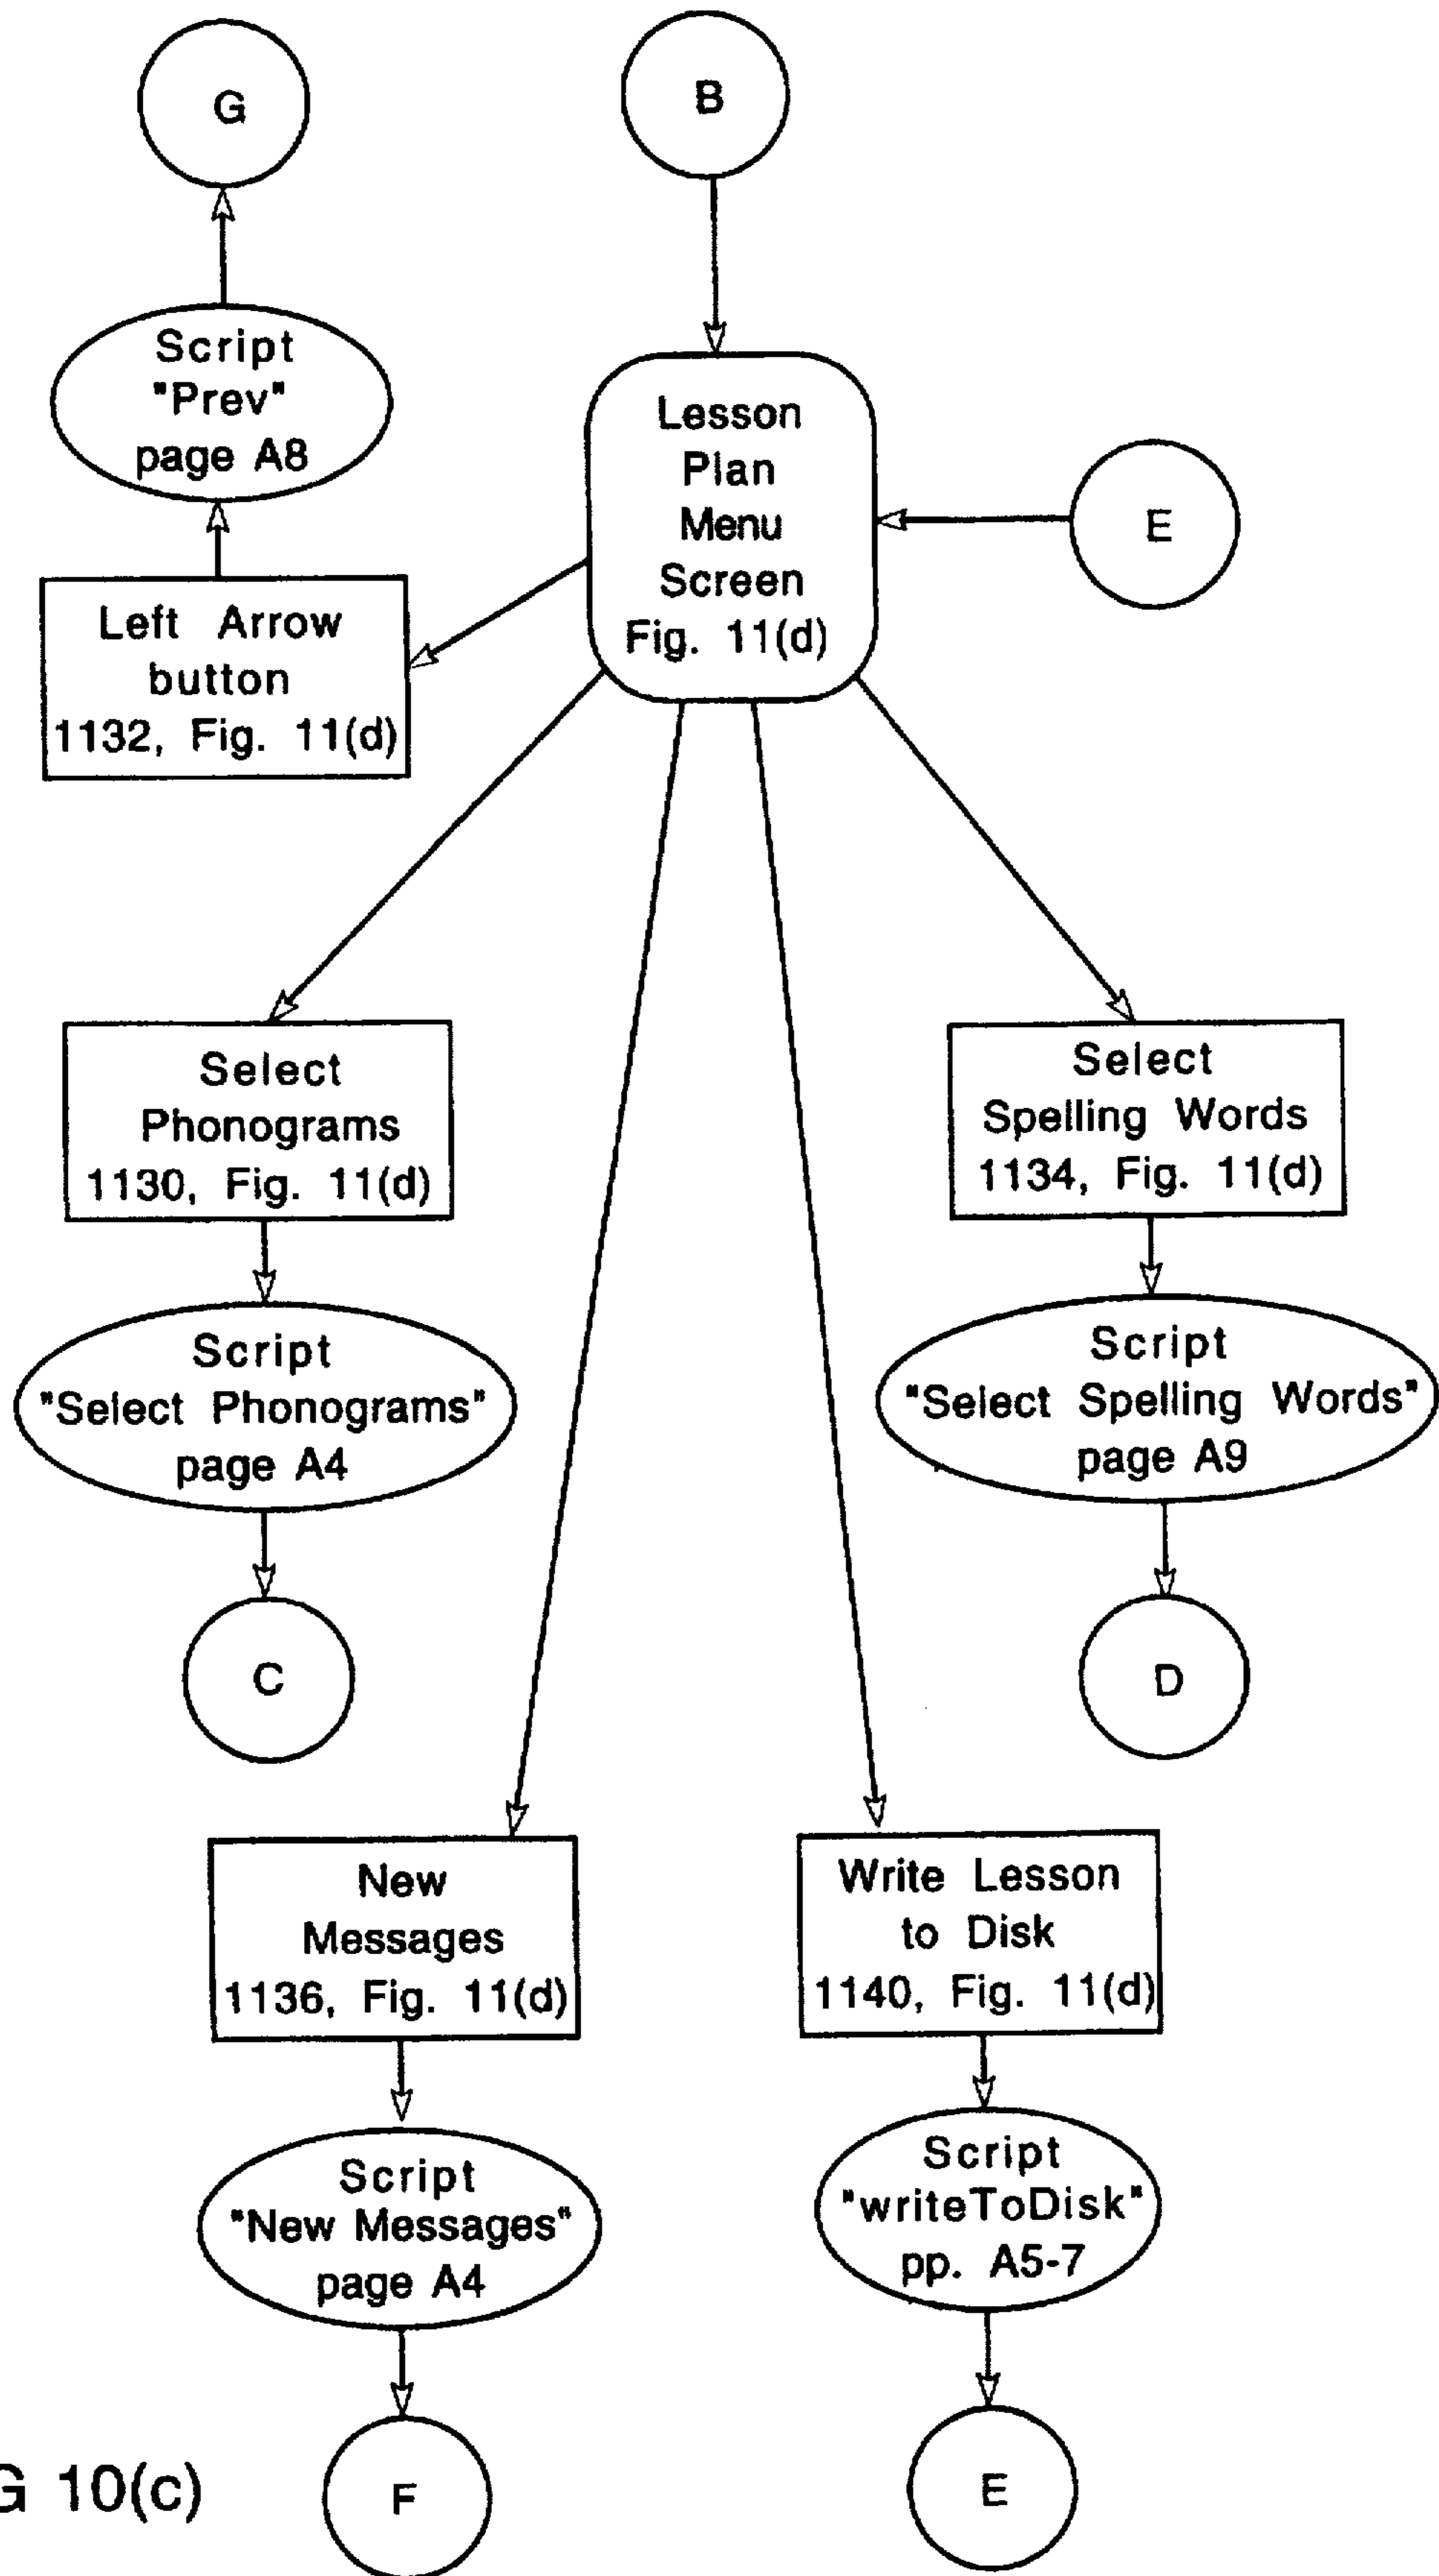 G
B
Script
"Prev"
page A8
Lesson
Plan
Menu
Screen
Fig. 11(d)
E
Left Arrow
button
1132, Fig. 11(d)
Select
Phonograms
1130, Fig. 11(d)
Select
Spelling Words
1134, Fig. 11(d)
Script
"Select Phonograms"
page A4
Script
"Select Spelling Words"
page A9
C
D
New
Messages
1136, Fig. 11(d)
Write Lesson
to Disk
1140, Fig. 11(d)
Script
"New Messages"
page A4
Script
"writeToDisk"
pp. A5-7
F
E
G 10(c)